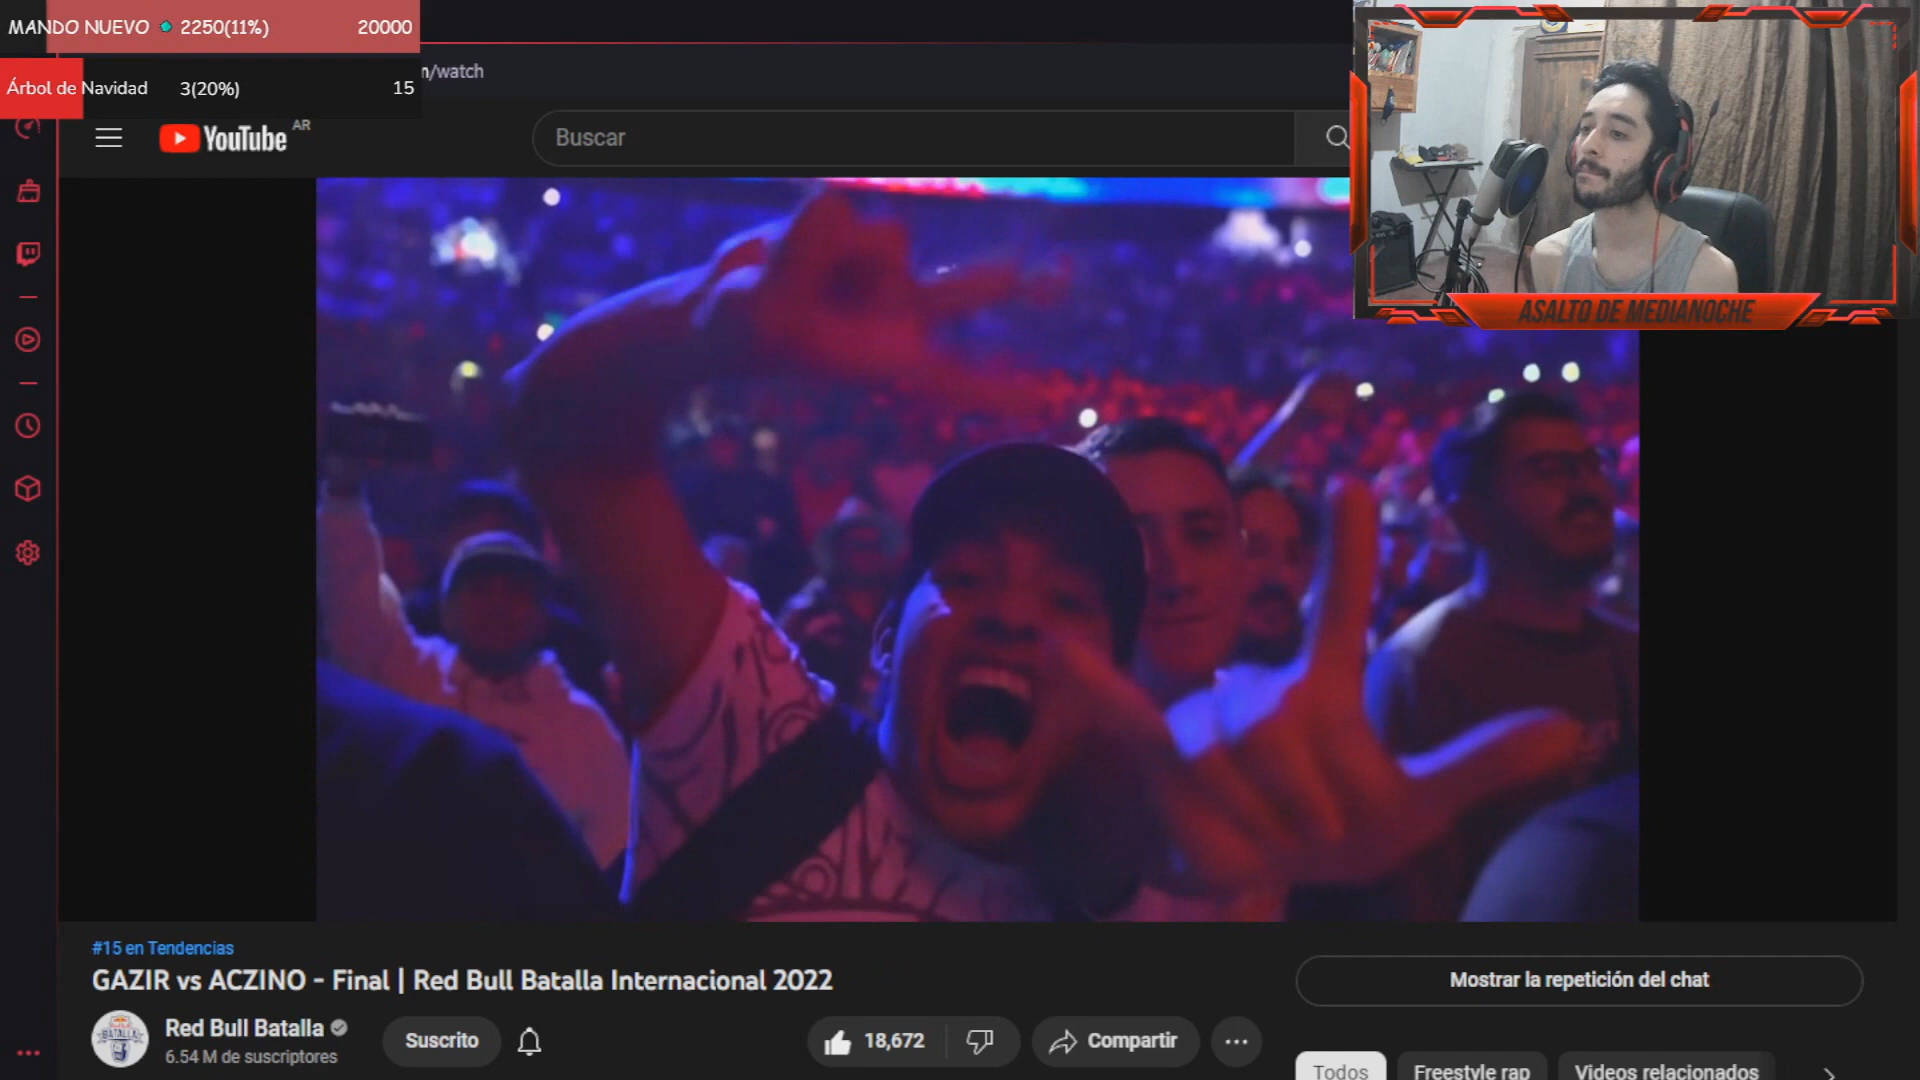 MANDO NUEVO 2250(11%) 20000
Árbol de Navidad 3(20%) 15
n/watch
YouTube AR
Buscar
ASALTO DE MEDIANOCHE
#15 en Tendencias
GAZIR vs ACZINO - Final | Red Bull Batalla Internacional 2022
Mostrar la repetición del chat
BATALLA
Red Bull Batalla
6.54 M de suscriptores
Suscrito
18,672
Compartir
Todos
Freestyle rap
Videos relacionados